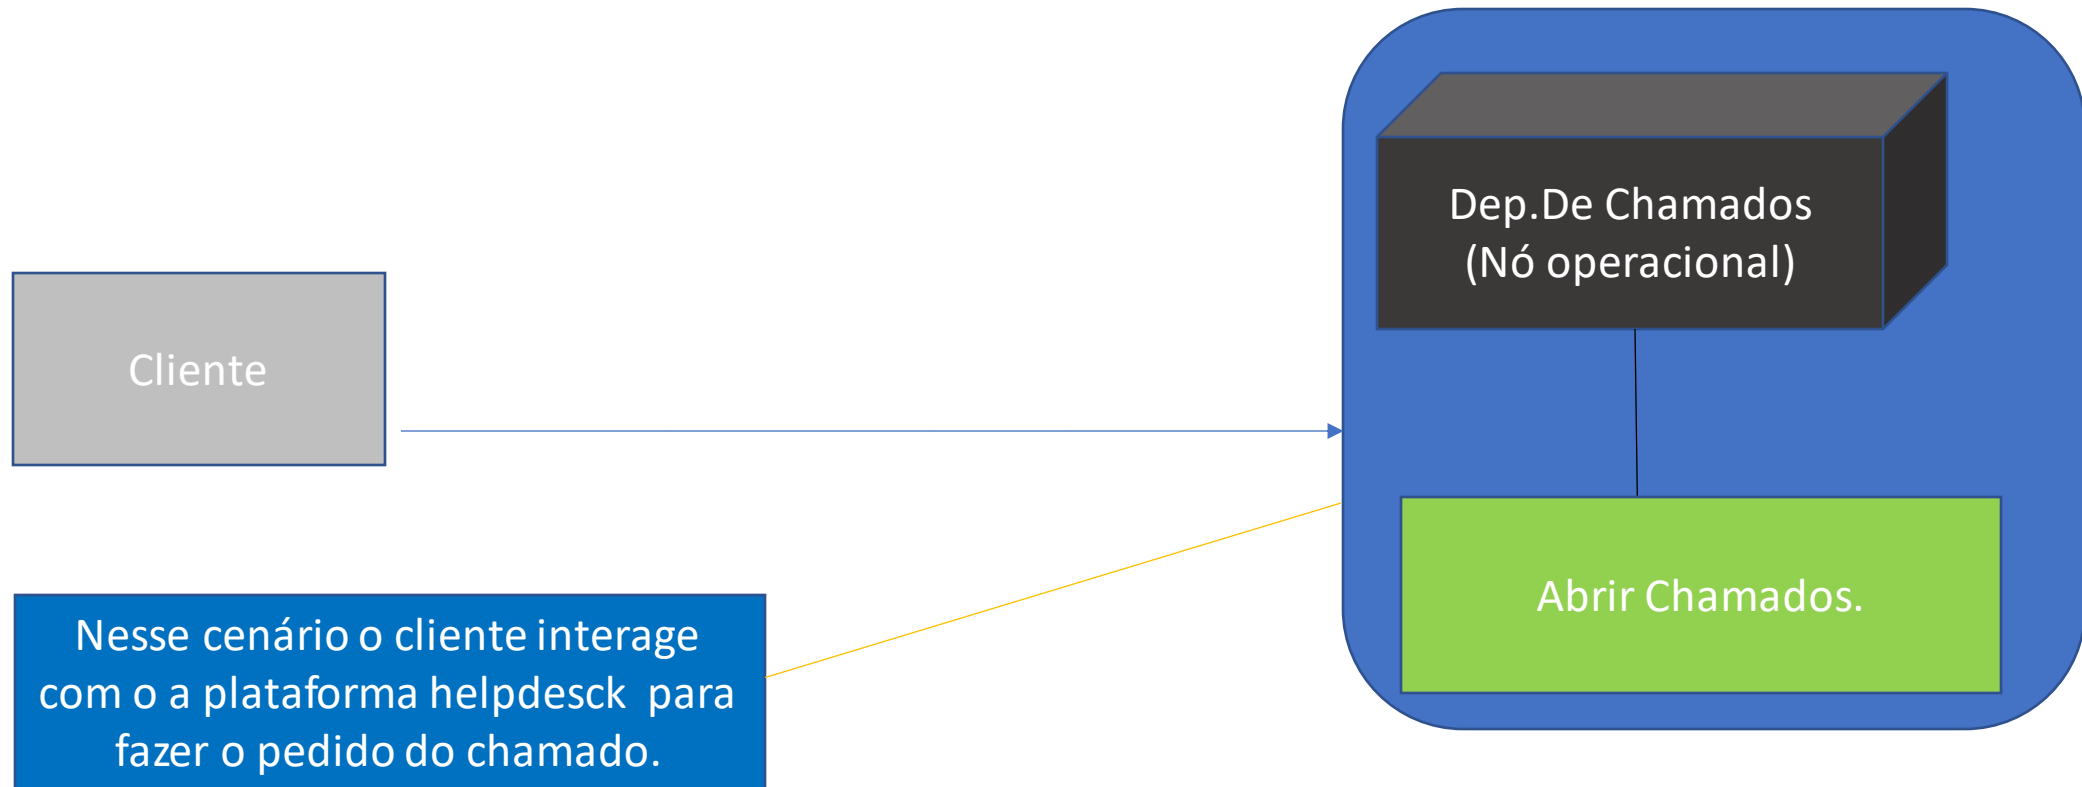 Dep.De Chamados
(Nó operacional)
Cliente
Abrir Chamados.
Nesse cenário o cliente interage
com o a plataforma helpdesck para
fazer o pedido do chamado.